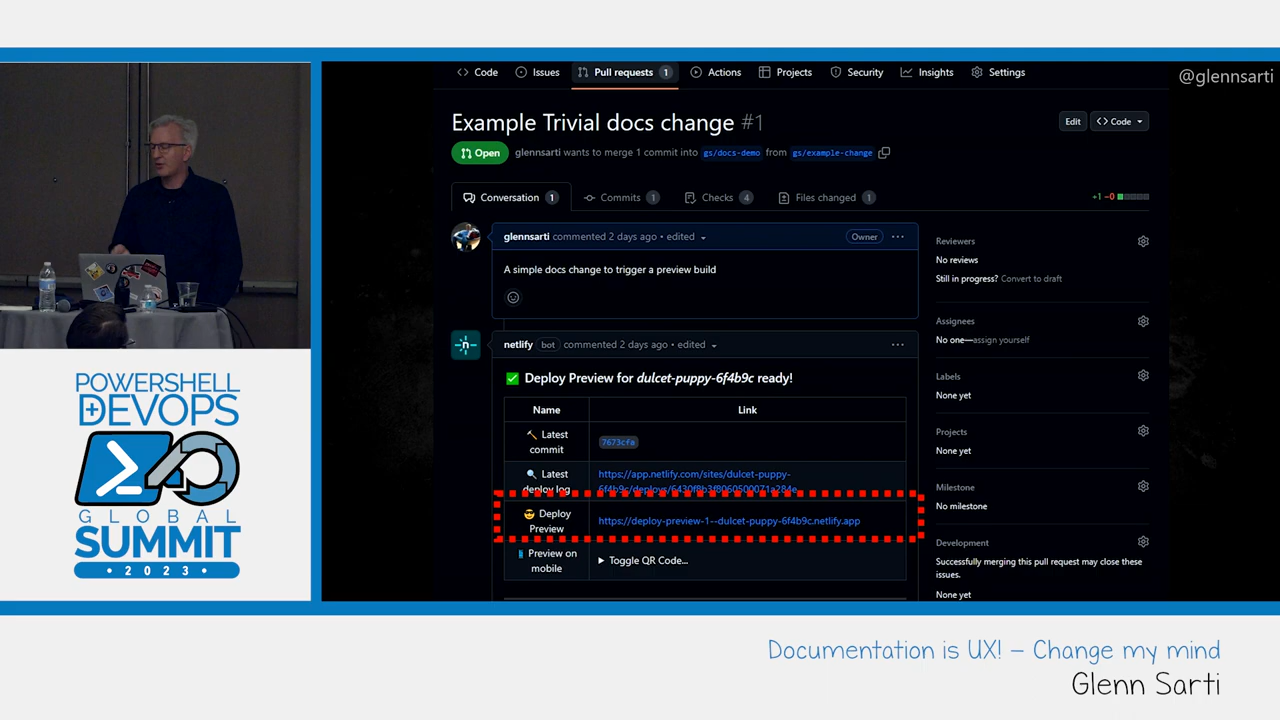 Code Issues Pull requests 1 Actions Projects Security Insights Settings
@glennsarti
Example Trivial docs change #1
Edit Code
Open glennsarti wants to merge 1 commit into gs/docs-demo from gs/example-change
Conversation 1 Commits 1 Checks 4 Files changed 1
+1 −0
glennsarti commented 2 days ago • edited
Owner
A simple docs change to trigger a preview build
netlify bot commented 2 days ago • edited
Deploy Preview for dulcet-puppy-6f4b9c ready!
Name Link
Latest
commit
7673cfa
Latest
deploy log
https://app.netlify.com/sites/dulcet-puppy-
6f4b9c/deploys/6430f8b3f8060500071a284e
Deploy
Preview
https://deploy-preview-1--dulcet-puppy-6f4b9c.netlify.app
Preview on
mobile
Toggle QR Code...
Reviewers
No reviews
Still in progress? Convert to draft
Assignees
No one—assign yourself
Labels
None yet
Projects
None yet
Milestone
No milestone
Development
Successfully merging this pull request may close these
issues.
None yet
POWERSHELL
+DEVOPS
GLOBAL
SUMMIT
• 2023 •
Documentation is UX! – Change my mind
Glenn Sarti